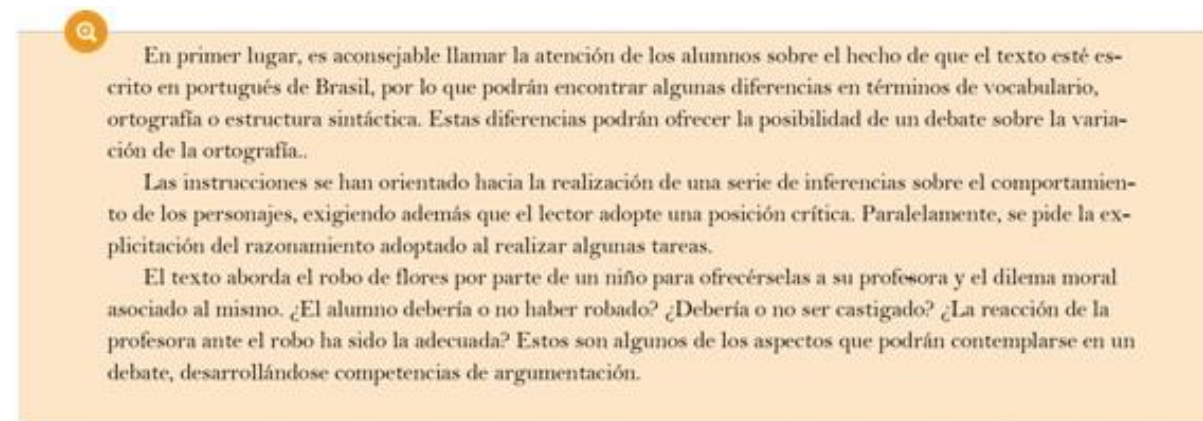 En primer lugar, es aconsejable llamar la atención de los alumnos sobre el hecho de que el texto esté es-
crito en portugués de Brasil, por lo que podrán encontrar algunas diferencias en términos de vocabulario,
ortografía o estructura sintáctica. Estas diferencias podrán ofrecer la posibilidad de un debate sobre la varia-
ción de la ortografía..
Las instrucciones se han orientado hacia la realización de una serie de inferencias sobre el comportamien-
to de los personajes, exigiendo además que el lector adopte una posición crítica. Paralelamente, se pide la ex-
plicitación del razonamiento adoptado al realizar algunas tareas.
El texto aborda el robo de flores por parte de un niño para ofrecérselas a su profesora y el dilema moral
asociado al mismo. ¿El alumno debería o no haber robado? ¿Debería o no ser castigado? ¿La reacción de la
profesora ante el robo ha sido la adecuada? Estos son algunos de los aspectos que podrán contemplarse en un
debate, desarrollándose competencias de argumentación.